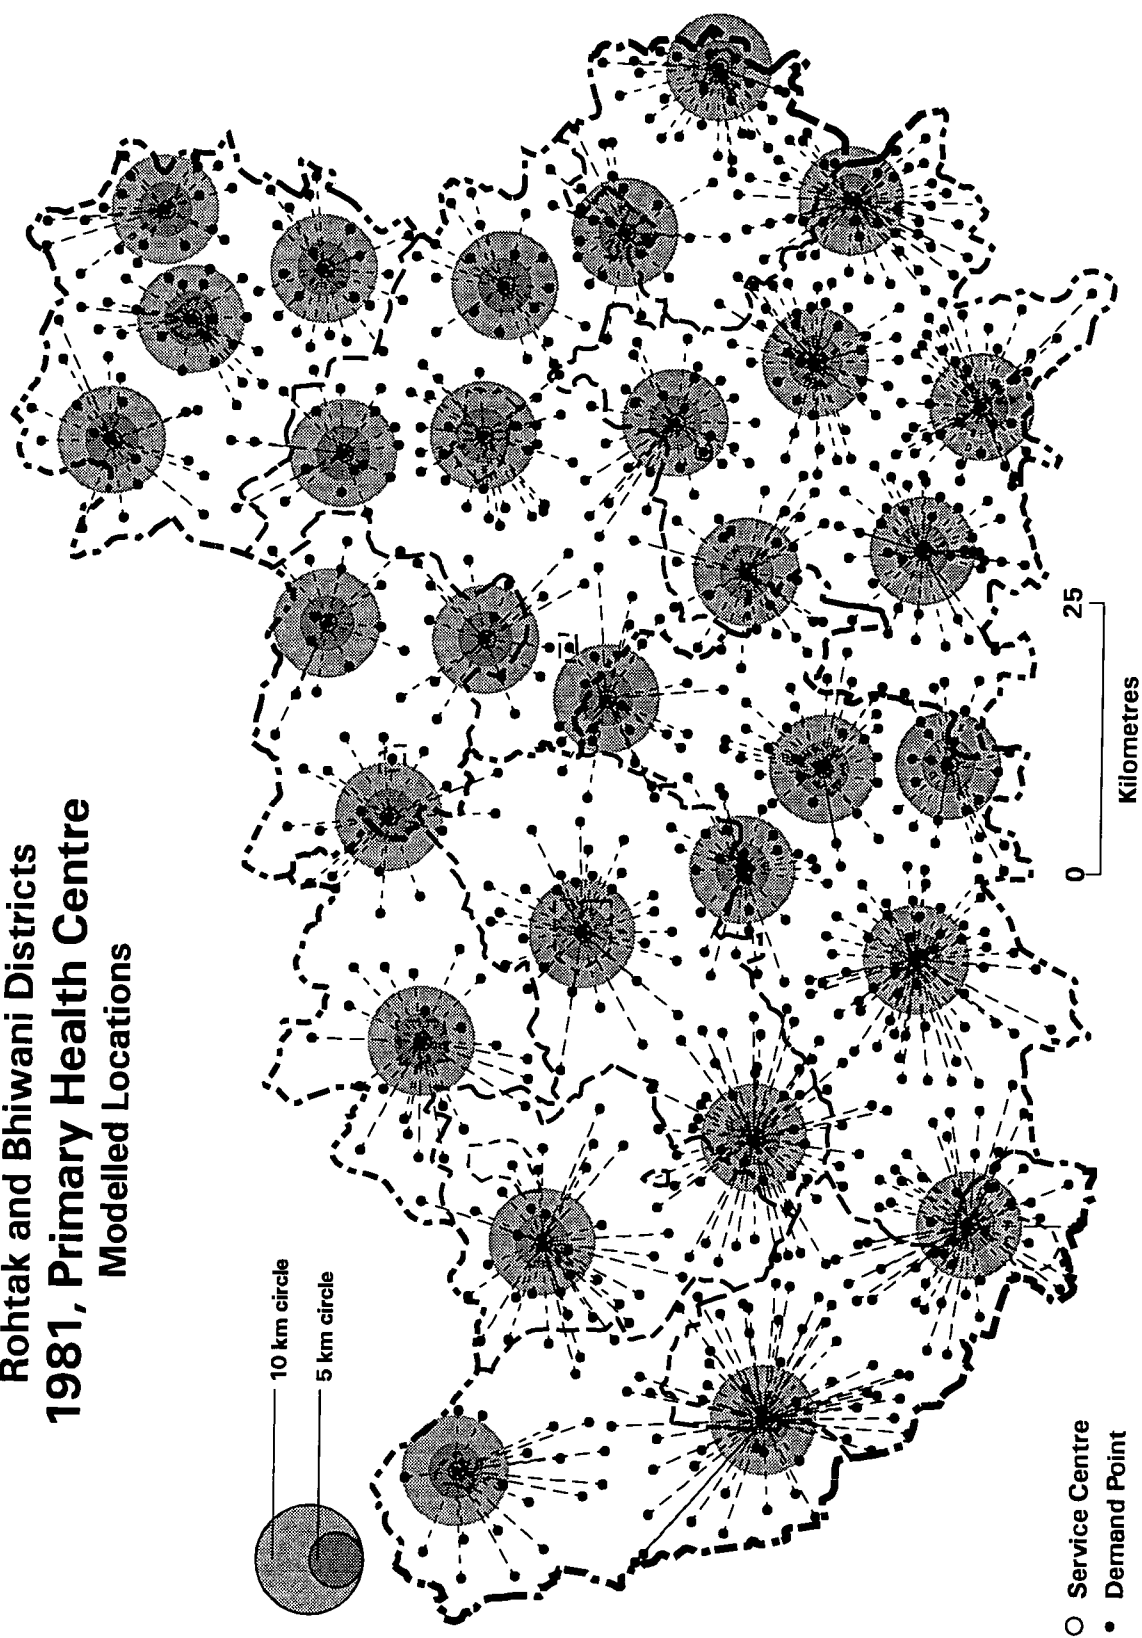 Rohtak and Bhiwani Districts
1981, Primary Health Centre
Modelled Locations
10 km circle
5 km circle
Service Centre
Demand Point
0
25
Kilometres